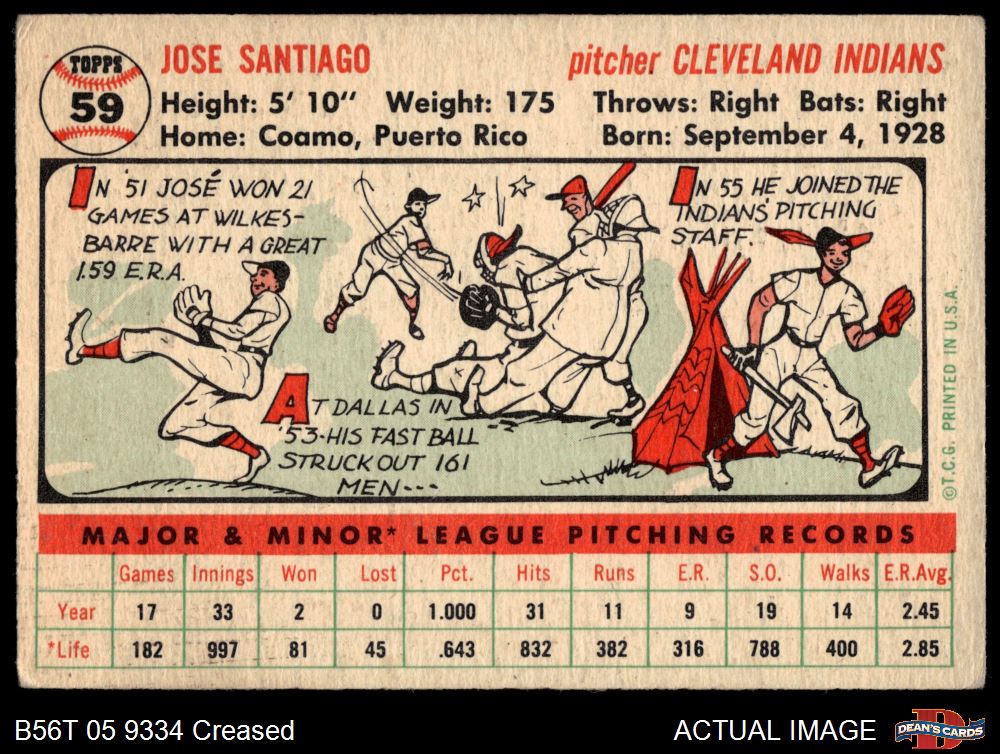 TOPPS
59
JOSE SANTIAGO
pitcher CLEVELAND INDIANS
Height: 5' 10" Weight: 175 Throws: Right Bats: Right
Home: Coamo, Puerto Rico Born: September 4, 1928
IN '51 JOSÉ WON 21
GAMES AT WILKES-
BARRE WITH A GREAT
1.59 E.R.A.
AT DALLAS IN
'53-HIS FAST BALL
STRUCK OUT 161
MEN---
IN 55 HE JOINED THE
INDIANS' PITCHING
STAFF.
©T.C.G. PRINTED IN U.S.A.
MAJOR & MINOR* LEAGUE PITCHING RECORDS
Games Innings Won Lost Pct. Hits Runs E.R. S.O. Walks E.R.Avg.
Year 17 33 2 0 1.000 31 11 9 19 14 2.45
*Life 182 997 81 45 .643 832 382 316 788 400 2.85
B56T 05 9334 Creased
ACTUAL IMAGE
D
DEAN'S CARDS